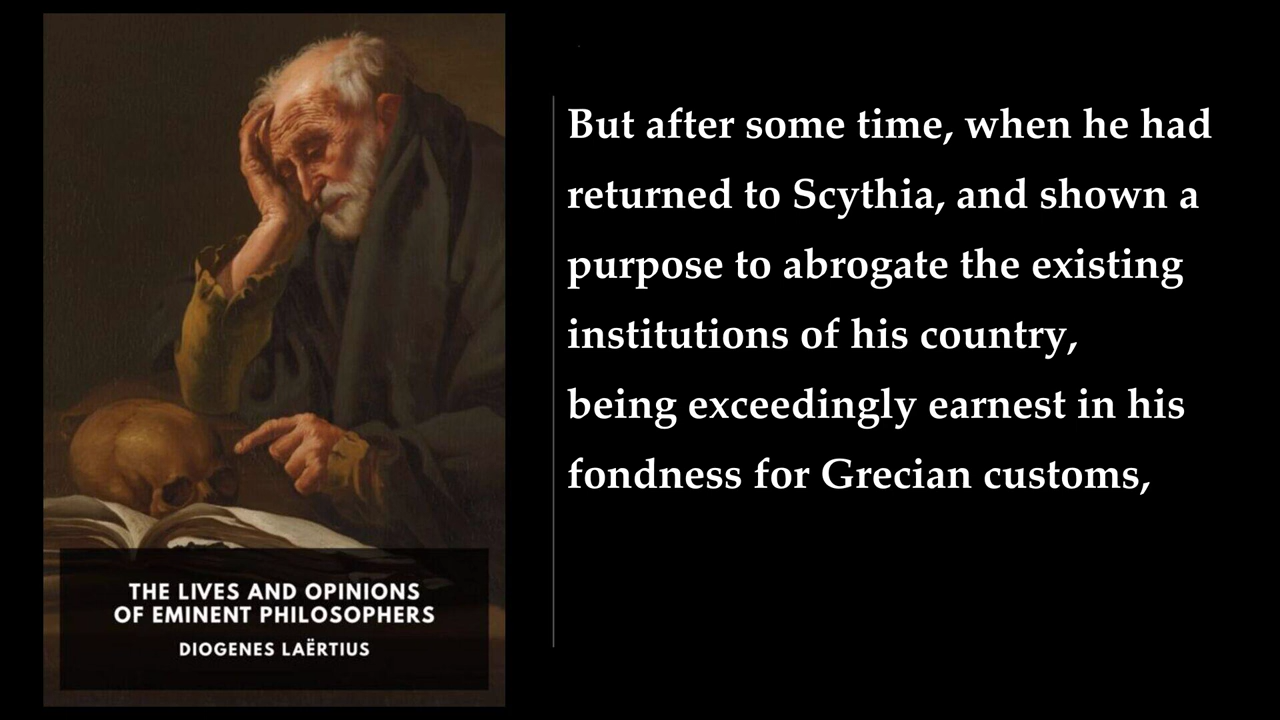 But after some time, when he had
returned to Scythia, and shown a
purpose to abrogate the existing
institutions of his country,
being exceedingly earnest in his
fondness for Grecian customs,
THE LIVES AND OPINIONS
OF EMINENT PHILOSOPHERS
DIOGENES LAËRTIUS